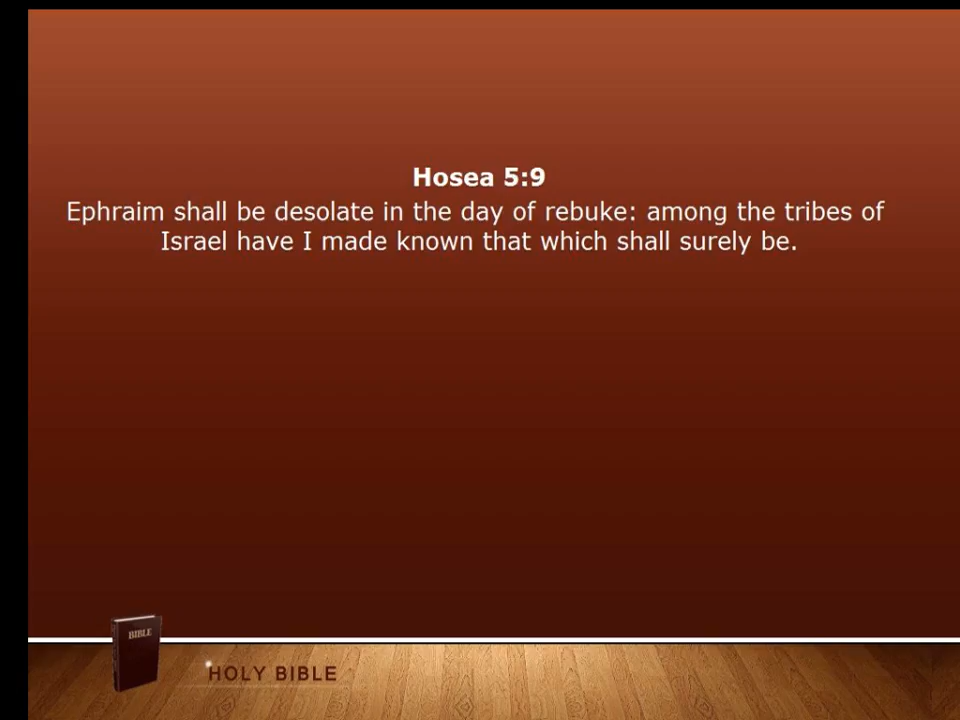 Hosea 5:9
Ephraim shall be desolate in the day of rebuke: among the tribes of
Israel have I made known that which shall surely be.
BIBLE
HOLY BIBLE